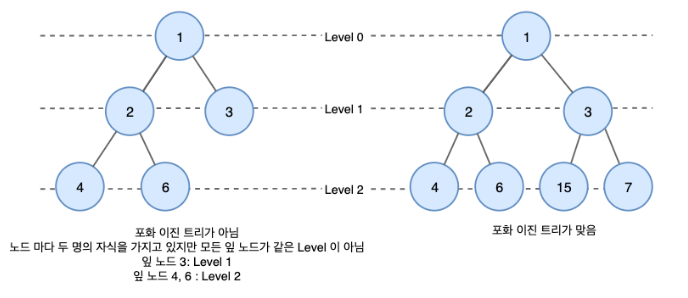 1
Level 0
1
2
3
Level 1
2
3
4
6
Level 2
4
6
15
7
포화 이진 트리가 아님
노드 마다 두 명의 자식을 가지고 있지만 모든 잎 노드가 같은 Level 이 아님
잎 노드 3: Level 1
잎 노드 4, 6 : Level 2
포화 이진 트리가 맞음